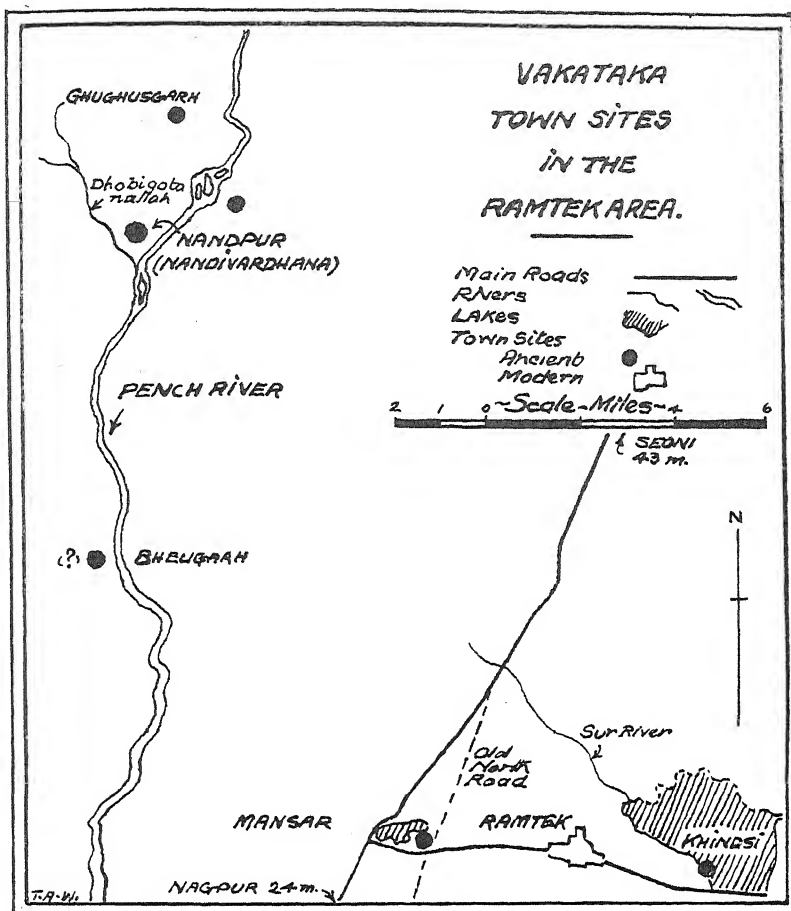 VAKATAKA
TOWN SITES
IN THE
RAMTEK AREA.
GHUGHUSGARH
Dhobigota
nallah
NANDPUR
(NANDIVARDHANA)
Main Roads
Rivers
LAKES
Town Sites
Ancient
Modern
2 1 0 ~Scale-Miles~ 4 6
SEONI
43 m.
PENCH RIVER
N
(?)
BHEUGARH
Sur River
Old
North
Road
MANSAR
RAMTEK
KHINDSI
NAGPUR 24 m.
T.A.W.